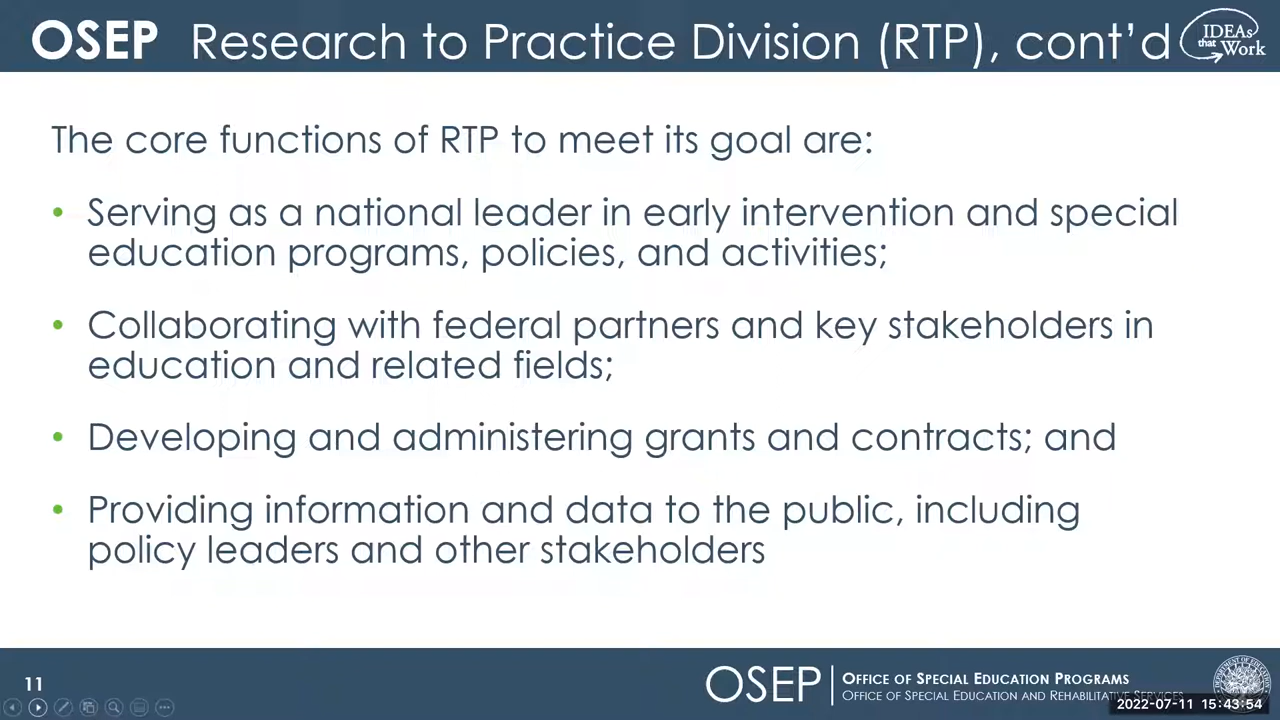 OSEP Research to Practice Division (RTP), cont’d
IDEAs
that Work
The core functions of RTP to meet its goal are:
• Serving as a national leader in early intervention and special
education programs, policies, and activities;
• Collaborating with federal partners and key stakeholders in
education and related fields;
• Developing and administering grants and contracts; and
• Providing information and data to the public, including
policy leaders and other stakeholders
11
OSEP
OFFICE OF SPECIAL EDUCATION PROGRAMS
OFFICE OF SPECIAL EDUCATION AND REHABILITATIVE SERVICES
2022-07-11 15:43:54